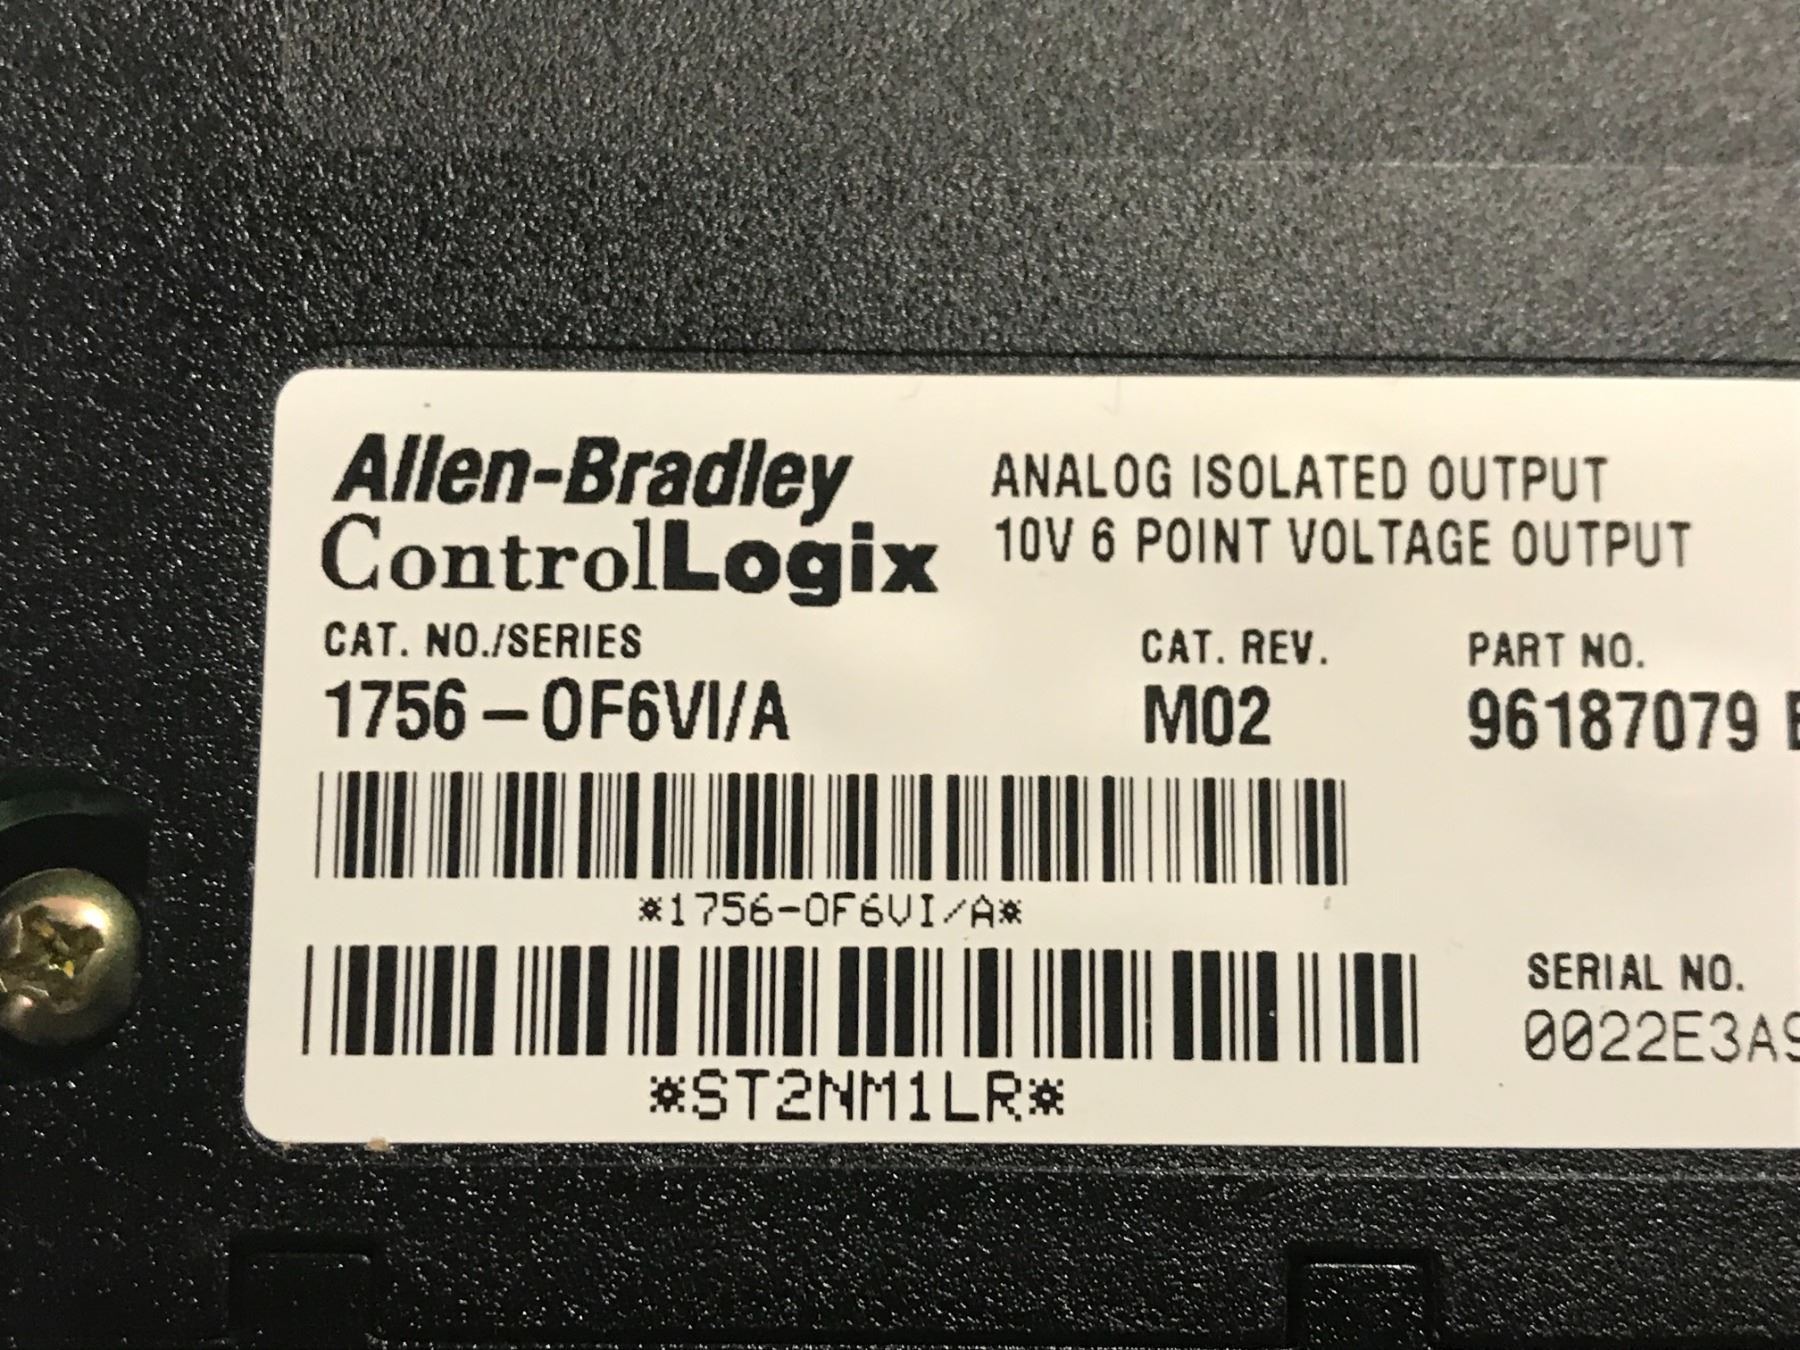 Allen-Bradley
ControlLogix
ANALOG ISOLATED OUTPUT
10V 6 POINT VOLTAGE OUTPUT
CAT. NO./SERIES
1756-OF6VI/A
CAT. REV.
M02
PART NO.
96187079
*1756-OF6VI/A*
SERIAL NO.
0022E3A9
*ST2NM1LR*